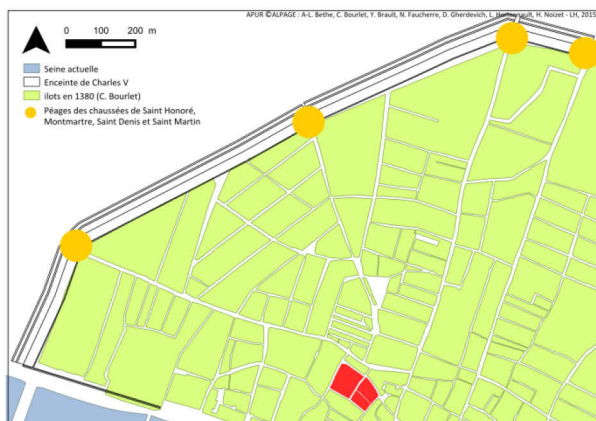 APUR ©ALPAGE : A-L. Bethe, C. Bourlet, Y. Brault, N. Faucherre, D. Gherdevich, L. H. Noizet - LH, 2015
0 100 200 m
Seine actuelle
Enceinte de Charles V
ilots en 1380 (C. Bourlet)
Péages des chaussées de Saint Honoré,
Montmartre, Saint Denis et Saint Martin